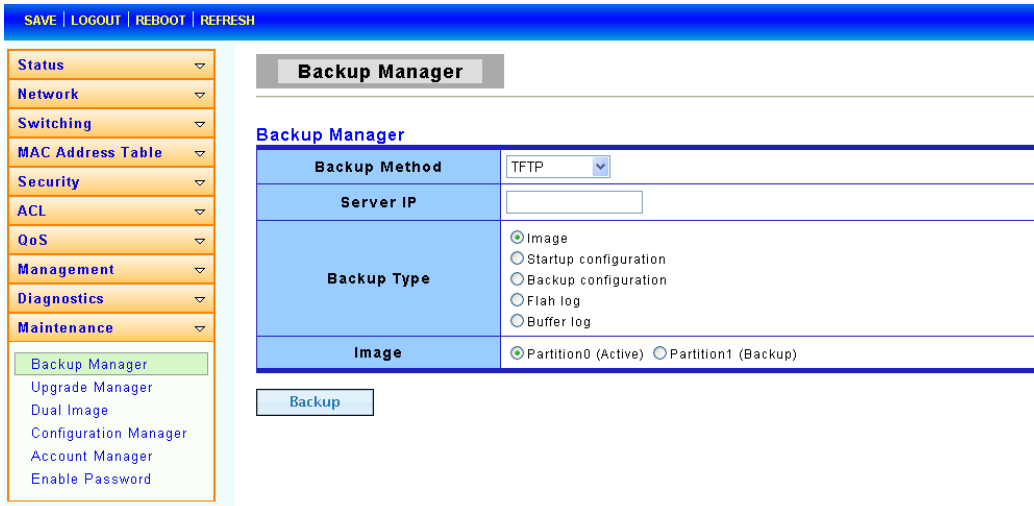 SAVE | LOGOUT | REBOOT | REFRESH
Status
Network
Switching
MAC Address Table
Security
ACL
QoS
Management
Diagnostics
Maintenance
Backup Manager
Upgrade Manager
Dual Image
Configuration Manager
Account Manager
Enable Password
Backup Manager
Backup Manager
Backup Method TFTP
Server IP
Backup Type
Image
Startup configuration
Backup configuration
Flah log
Buffer log
Image Partition0 (Active) Partition1 (Backup)
Backup